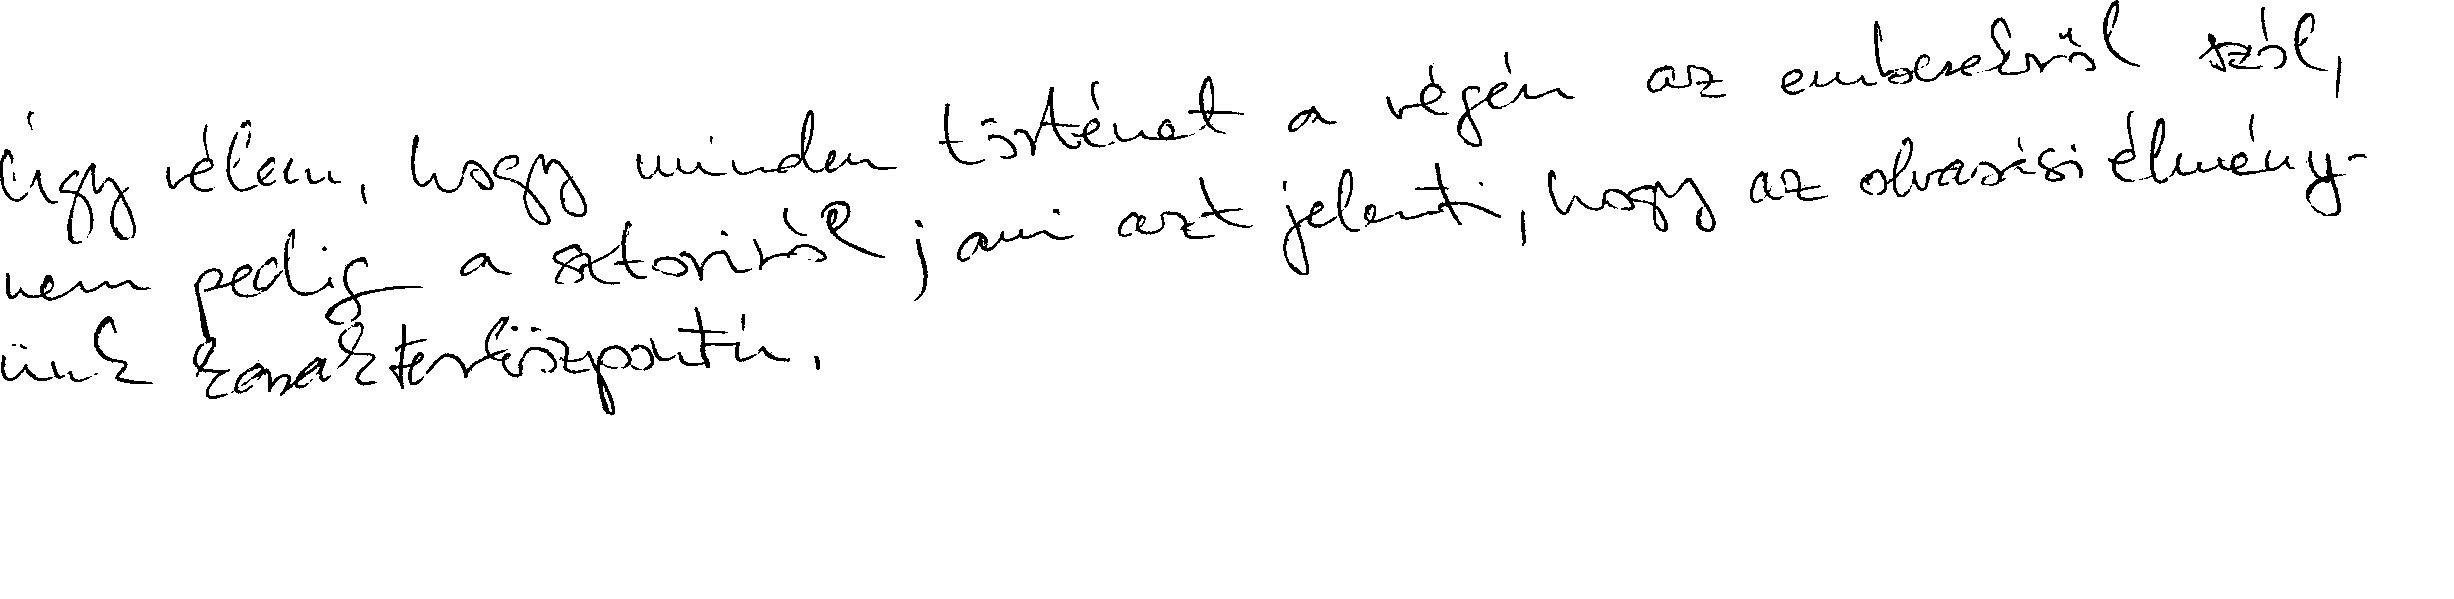 Úgy vélem, hogy minden történet a végén az emberekről szól,
nem pedig a sztoriról; ami azt jelenti, hogy az olvasási élmény-
ünk karakterközpontú.